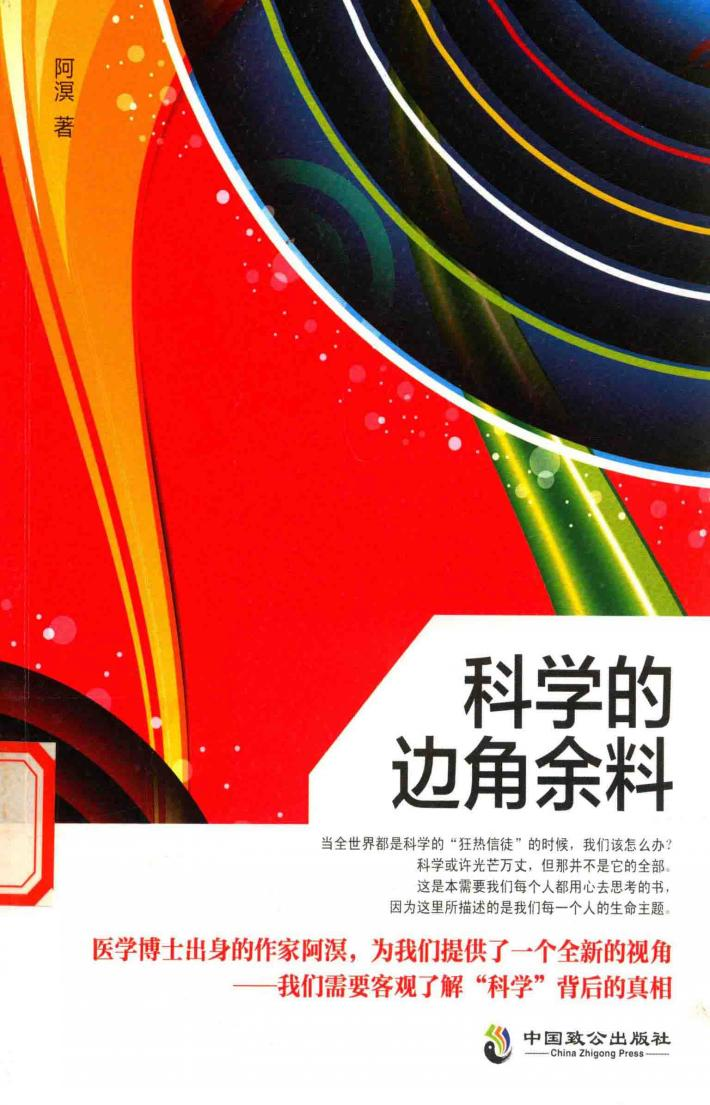 阿溟 著
科学的
边角余料
当全世界都是科学的“狂热信徒”的时候，我们该怎么办？
科学或许光芒万丈，但那并不是它的全部。
这是本需要我们每个人都用心去思考的书，
因为这里所描述的是我们每一个人的生命主题。
医学博士出身的作家阿溟，为我们提供了一个全新的视角
——我们需要客观了解“科学”背后的真相
中国致公出版社
China Zhigong Press